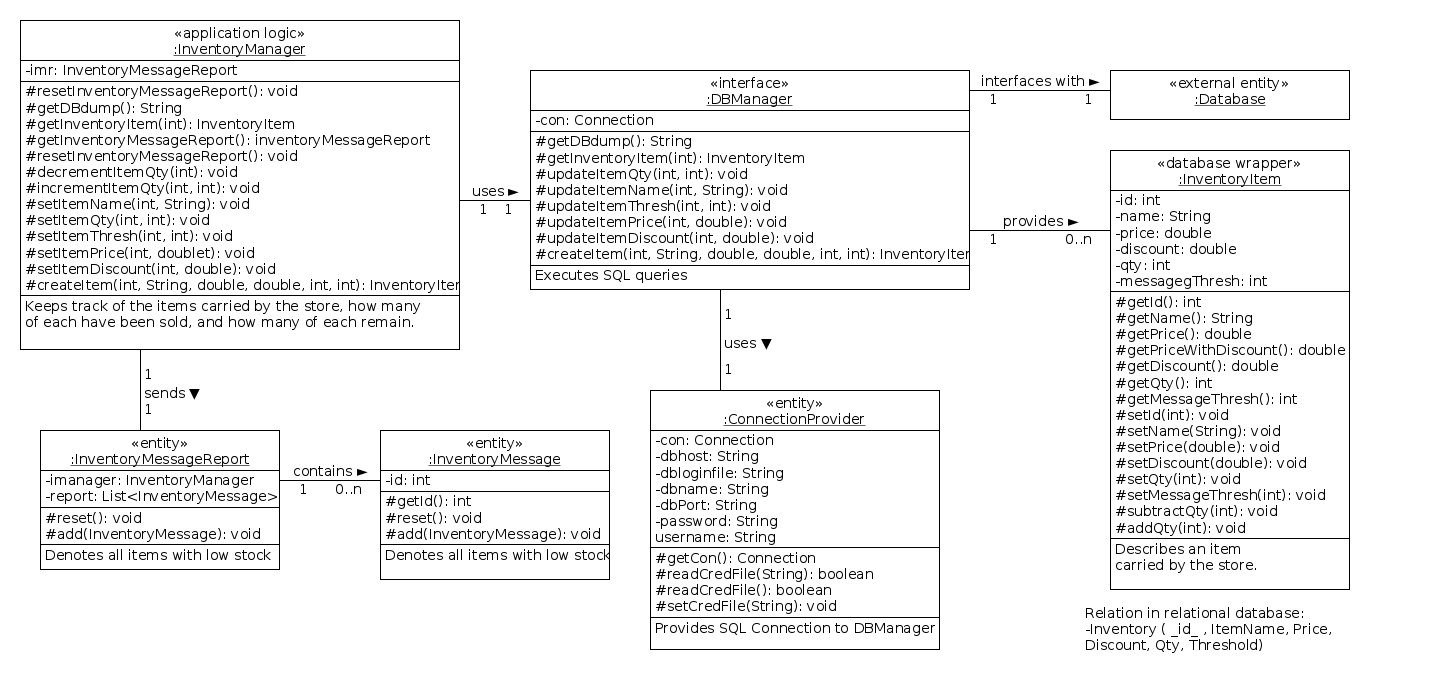 «application logic»
:InventoryManager
-imr: InventoryMessageReport
#resetInventoryMessageReport(): void
#getDBdump(): String
#getInventoryItem(int): InventoryItem
#getInventoryMessageReport(): inventoryMessageReport
#resetInventoryMessageReport(): void
#decrementItemQty(int): void
#incrementItemQty(int, int): void
#setItemName(int, String): void
#setItemQty(int, int): void
#setItemThresh(int, int): void
#setItemPrice(int, doublet): void
#setItemDiscount(int, double): void
#createItem(int, String, double, double, int, int): InventoryIter
Keeps track of the items carried by the store, how many
of each have been sold, and how many of each remain.
uses ►
1 1
«interface»
:DBManager
-con: Connection
#getDBdump(): String
#getInventoryItem(int): InventoryItem
#updateItemQty(int, int): void
#updateItemName(int, String): void
#updateItemThresh(int, int): void
#updateItemPrice(int, double): void
#updateItemDiscount(int, double): void
#createItem(int, String, double, double, int, int): InventoryIter
Executes SQL queries
interfaces with ►
1 1
«external entity»
:Database
provides ►
1 0..n
«database wrapper»
:InventoryItem
-id: int
-name: String
-price: double
-discount: double
-qty: int
-messagegThresh: int
#getId(): int
#getName(): String
#getPrice(): double
#getPriceWithDiscount(): double
#getDiscount(): double
#getQty(): int
#getMessageThresh(): int
#setId(int): void
#setName(String): void
#setPrice(double): void
#setDiscount(double): void
#setQty(int): void
#setMessageThresh(int): void
#subtractQty(int): void
#addQty(int): void
Describes an item
carried by the store.
1
sends ▼
1
«entity»
:InventoryMessageReport
-imanager: InventoryManager
-report: List<InventoryMessage>
#reset(): void
#add(InventoryMessage): void
Denotes all items with low stock
contains ►
1 0..n
«entity»
:InventoryMessage
-id: int
#getId(): int
#reset(): void
#add(InventoryMessage): void
Denotes all items with low stock
1
uses ▼
1
«entity»
:ConnectionProvider
-con: Connection
-dbhost: String
-dbloginfile: String
-dbname: String
-dbPort: String
-password: String
username: String
#getCon(): Connection
#readCredFile(String): boolean
#readCredFile(): boolean
#setCredFile(String): void
Provides SQL Connection to DBManager
Relation in relational database:
-Inventory ( _id_ , ItemName, Price,
Discount, Qty, Threshold)